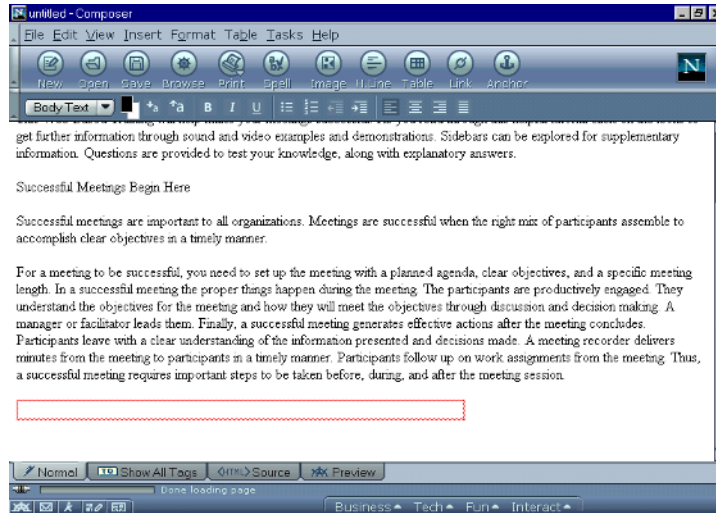 untitled - Composer
File Edit View Insert Format Table Tasks Help
New Open Save Browse Print Spell Image H.Line Table Link Anchor
N
Body Text B I U
get further information through sound and video examples and demonstrations. Sidebars can be explored for supplementary
information. Questions are provided to test your knowledge, along with explanatory answers.
Successful Meetings Begin Here
Successful meetings are important to all organizations. Meetings are successful when the right mix of participants assemble to
accomplish clear objectives in a timely manner.
For a meeting to be successful, you need to set up the meeting with a planned agenda, clear objectives, and a specific meeting
length. In a successful meeting the proper things happen during the meeting. The participants are productively engaged. They
understand the objectives for the meeting and how they will meet the objectives through discussion and decision making. A
manager or facilitator leads them. Finally, a successful meeting generates effective actions after the meeting concludes.
Participants leave with a clear understanding of the information presented and decisions made. A meeting recorder delivers
minutes from the meeting to participants in a timely manner. Participants follow up on work assignments from the meeting. Thus,
a successful meeting requires important steps to be taken before, during, and after the meeting session.
Normal Show All Tags <HTML> Source Preview
Done loading page
Business Tech Fun Interact